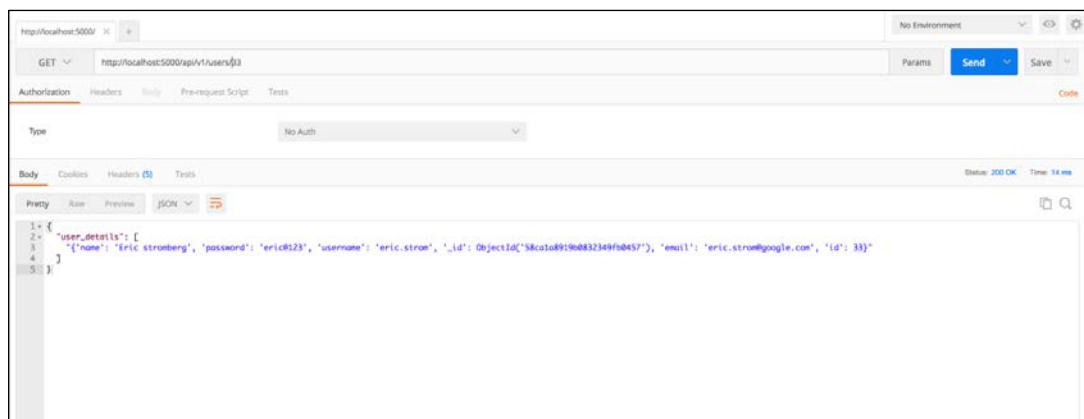 http://localhost:5000/
No Environment
GET http://localhost:5000/api/v1/users/33 Params Send Save
Authorization Headers Body Pre-request Script Tests Code
Type No Auth
Body Cookies Headers (5) Tests Status: 200 OK Time: 14 ms
Pretty Raw Preview JSON
1 {
2 "user_details": [
3 "{'name': 'Eric stromberg', 'password': 'eric@123', 'username': 'eric.strom', '_id': ObjectId('58ca1a8919b0832349fb0457'), 'email': 'eric.strom@google.com', 'id': 33}"
4 ]
5 }